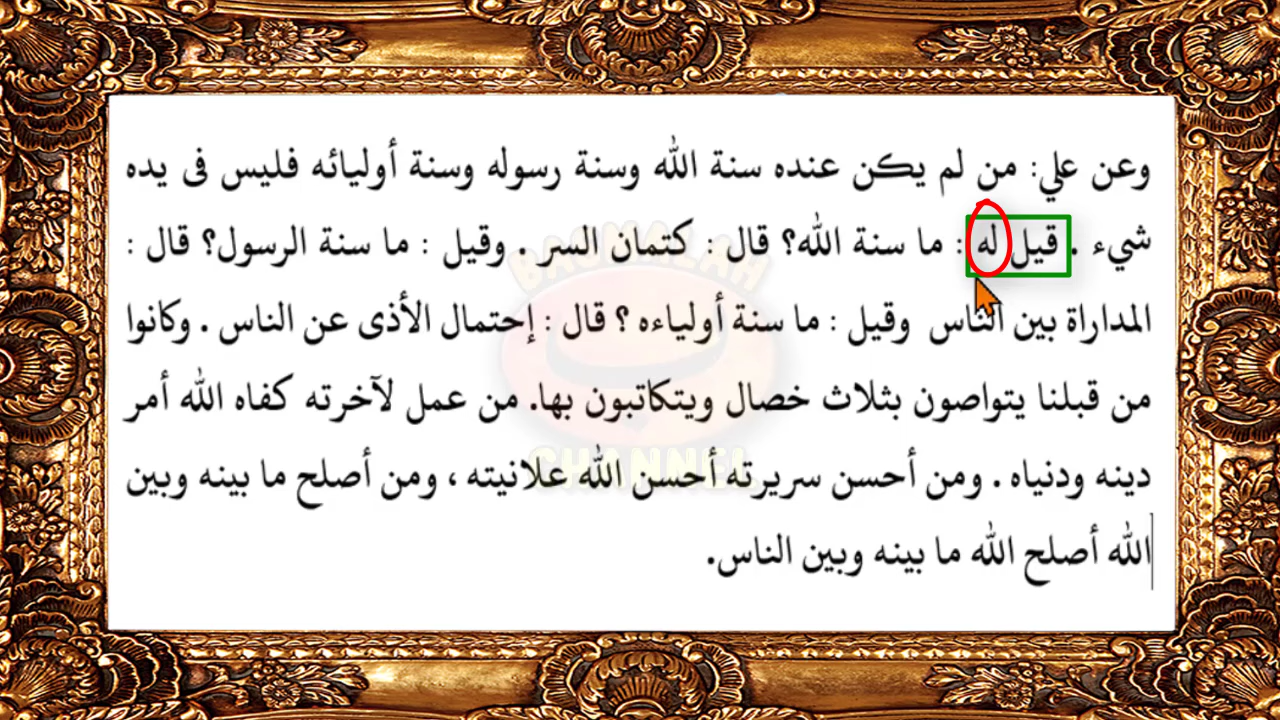 وعن علي: من لم يكن عنده سنة الله وسنة رسوله وسنة أوليائه فليس فى يده
شيء . قيل له : ما سنة الله؟ قال : كتمان السر . وقيل : ما سنة الرسول؟ قال :
المداراة بين الناس وقيل : ما سنة أولياءه ؟ قال : إحتمال الأذى عن الناس . وكانوا
من قبلنا يتواصون بثلاث خصال ويتكاتبون بها. من عمل لآخرته كفاه الله أمر
دينه ودنياه . ومن أحسن سريرته أحسن الله علانيته ، ومن أصلح ما بينه وبين
الله أصلح الله ما بينه وبين الناس.
CHANNEL